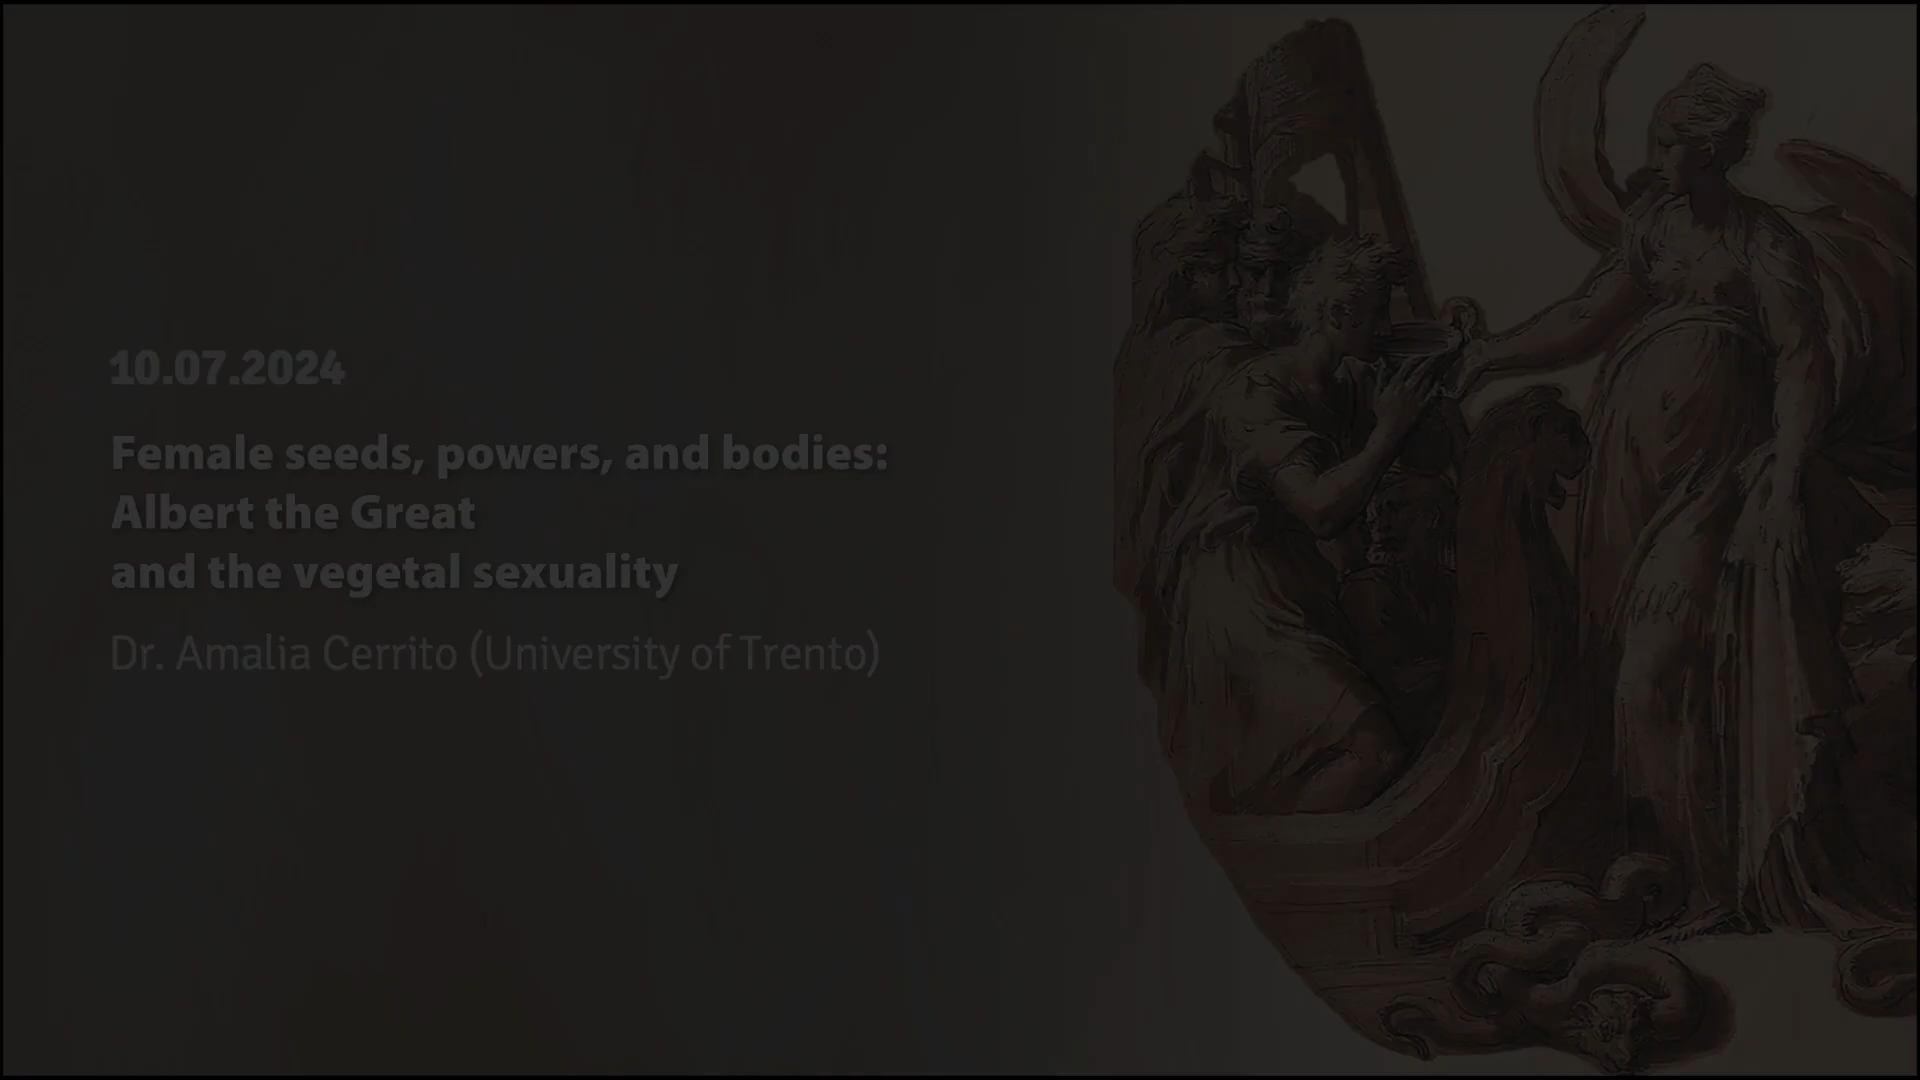 10.07.2024
Female seeds, powers, and bodies:
Albert the Great
and the vegetal sexuality
Dr. Amalia Cerrito (University of Trento)